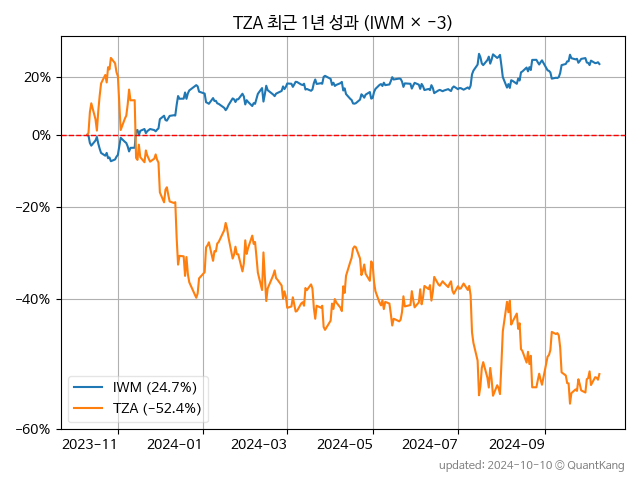 TZA 최근 1년 성과 (IWM × −3)
20%
0%
−20%
−40%
−60%
IWM (24.7%)
TZA (−52.4%)
2023−11
2024−01
2024−03
2024−05
2024−07
2024−09
updated: 2024-10-10 © QuantKang